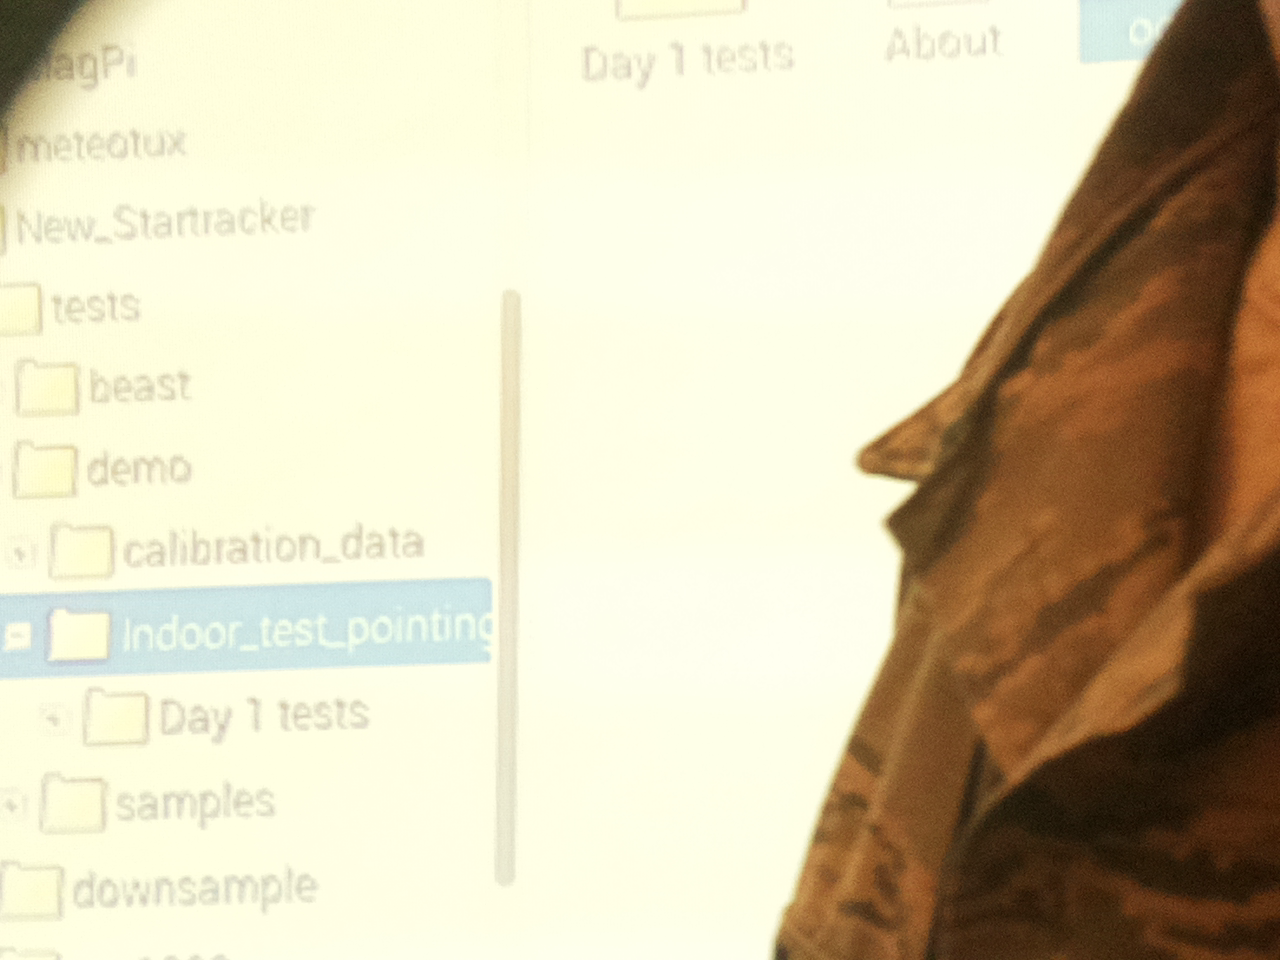 Day 1 tests
About
meteotux
New_Startracker
tests
beast
demo
calibration_data
Indoor_test_pointing
Day 1 tests
samples
downsample